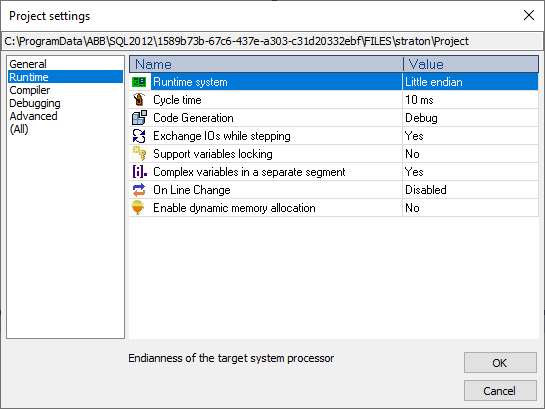 Project settings
C:\ProgramData\ABB\SQL2012\1589b73b-67c6-437e-a303-c31d20332ebf\FILES\straton\Project
General
Runtime
Compiler
Debugging
Advanced
(All)
Name Value
Runtime system Little endian
Cycle time 10 ms
Code Generation Debug
Exchange IOs while stepping Yes
Support variables locking No
Complex variables in a separate segment Yes
On Line Change Disabled
Enable dynamic memory allocation No
Endianness of the target system processor
OK
Cancel